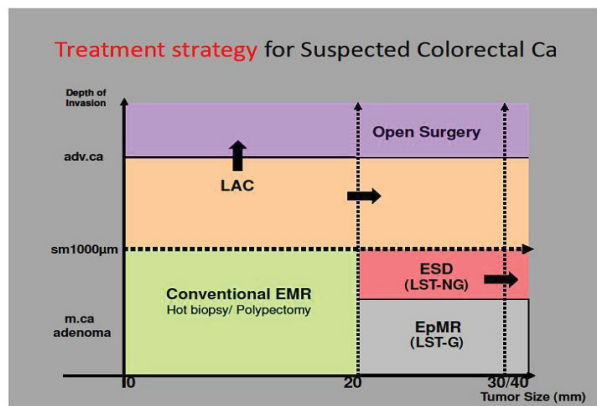 Treatment strategy for Suspected Colorectal Ca
Depth of
Invasion
Open Surgery
adv.ca
LAC
sm1000μm
ESD
(LST-NG)
Conventional EMR
Hot biopsy/ Polypectomy
m.ca
adenoma
EpMR
(LST-G)
10 20 30/40
Tumor Size (mm)